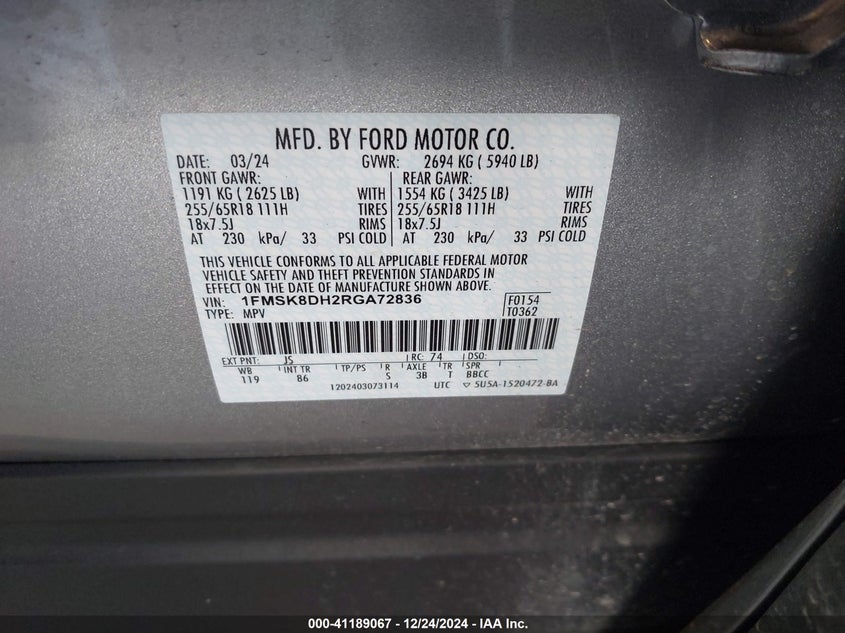 MFD. BY FORD MOTOR CO.
DATE: 03/24 GVWR: 2694 KG ( 5940 LB)
FRONT GAWR: REAR GAWR:
1191 KG ( 2625 LB) WITH 1554 KG ( 3425 LB) WITH
255/65R18 111H TIRES 255/65R18 111H TIRES
18x7.5J RIMS 18x7.5J RIMS
AT 230 kPa/ 33 PSI COLD AT 230 kPa/ 33 PSI COLD
THIS VEHICLE CONFORMS TO ALL APPLICABLE FEDERAL MOTOR
VEHICLE SAFETY AND THEFT PREVENTION STANDARDS IN
EFFECT ON THE DATE OF MANUFACTURE SHOWN ABOVE.
VIN: 1FMSK8DH2RGA72836 F0154
TYPE: MPV T0362
EXT PNT: JS RC: 74 DSO:
WB INT TR TP/PS R AXLE TR SPR
119 B6 S 3B T BBCC
1202403073114 UTC ▽ SU5A-1520472-BA
000-41189067 - 12/24/2024 - IAA Inc.